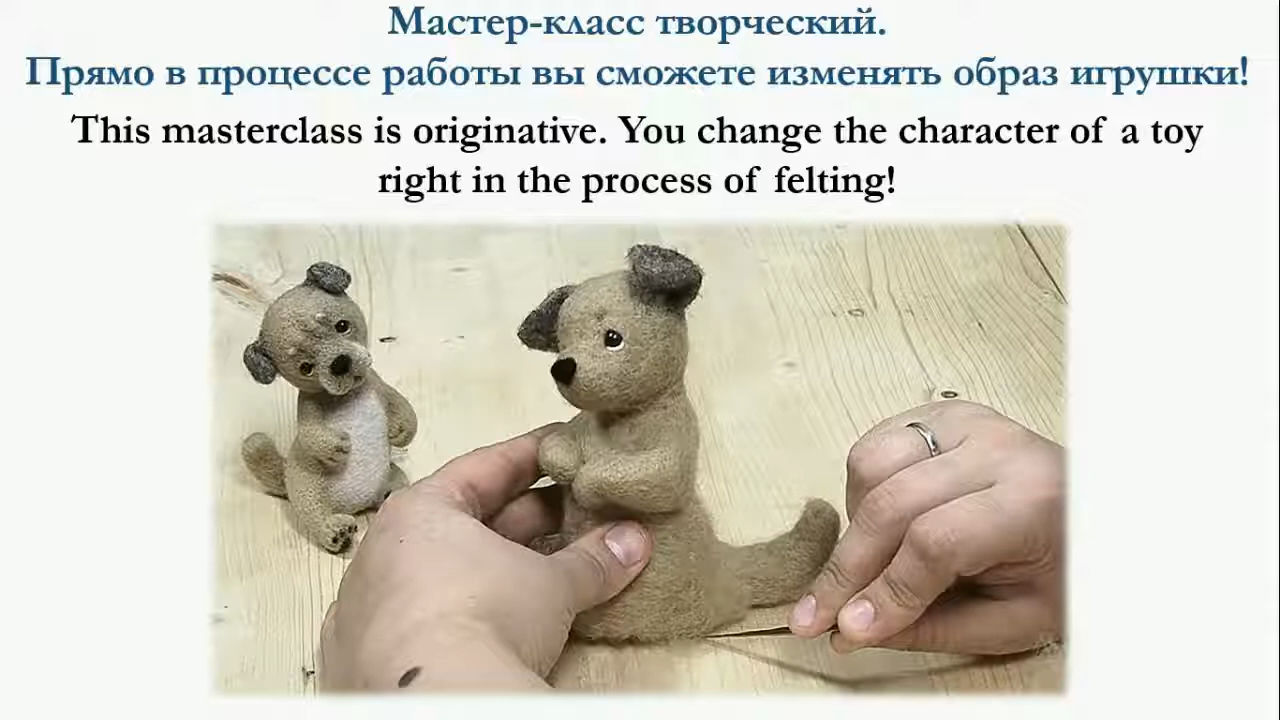 Мастер-класс творческий.
Прямо в процессе работы вы сможете изменять образ игрушки!
This masterclass is originative. You change the character of a toy
right in the process of felting!